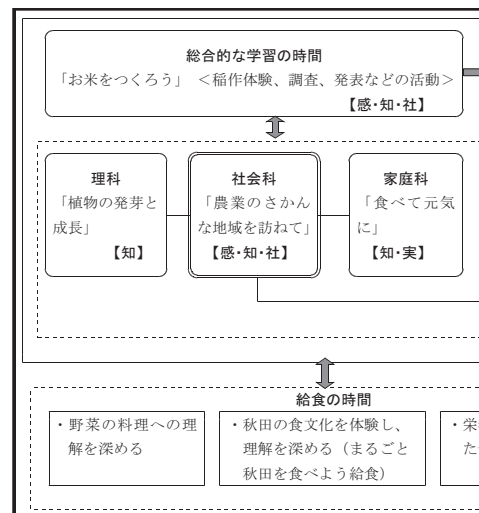 総合的な学習の時間
「お米をつくろう」 <稲作体験、調査、発表などの活動>
【感・知・社】
理科
「植物の発芽と
成長」
【知】
社会科
「農業のさかん
な地域を訪ねて」
【感・知・社】
家庭科
「食べて元気
に」
【知・実】
給食の時間
・野菜の料理への理
解を深める
・秋田の食文化を体験し、
理解を深める（まるごと
秋田を食べよう給食）
・栄
た